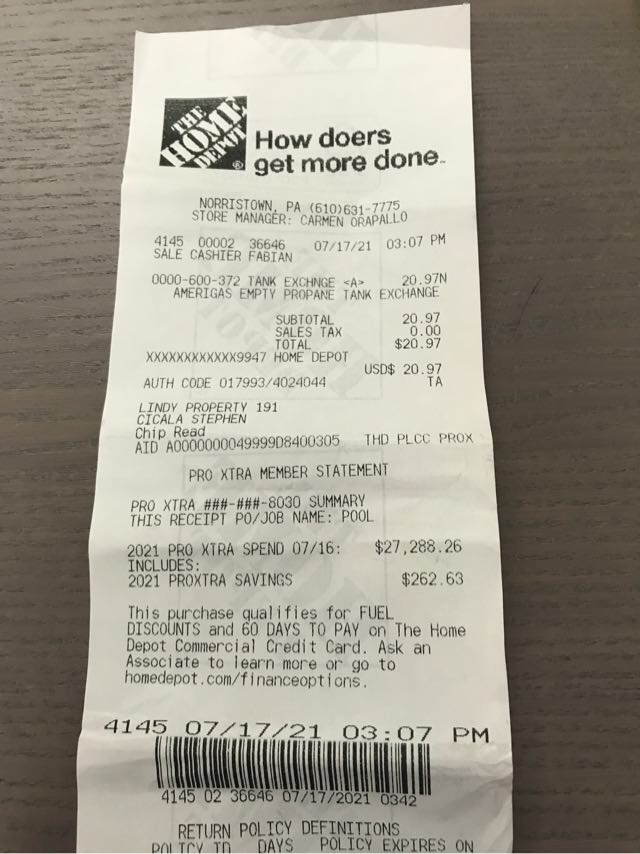 THE
HOME
DEPOT
®
How doers
get more done™
NORRISTOWN, PA (610)631-7775
STORE MANAGER: CARMEN ORAPALLO
4145 00002 36646 07/17/21 03:07 PM
SALE CASHIER FABIAN
0000-600-372 TANK EXCHNGE <A> 20.97N
AMERIGAS EMPTY PROPANE TANK EXCHANGE
SUBTOTAL 20.97
SALES TAX 0.00
TOTAL $20.97
XXXXXXXXXXXX9947 HOME DEPOT
USD$ 20.97
AUTH CODE 017993/4024044 TA
LINDY PROPERTY 191
CICALA STEPHEN
Chip Read
AID A0000000049999D8400305 THD PLCC PROX
PRO XTRA MEMBER STATEMENT
PRO XTRA ###-###-8030 SUMMARY
THIS RECEIPT PO/JOB NAME: POOL
2021 PRO XTRA SPEND 07/16: $27,288.26
INCLUDES:
2021 PROXTRA SAVINGS $262.63
This purchase qualifies for FUEL
DISCOUNTS and 60 DAYS TO PAY on The Home
Depot Commercial Credit Card. Ask an
Associate to learn more or go to
homedepot.com/financeoptions.
4145 07/17/21 03:07 PM
4145 02 36646 07/17/2021 0342
RETURN POLICY DEFINITIONS
POLICY ID DAYS POLICY EXPIRES ON